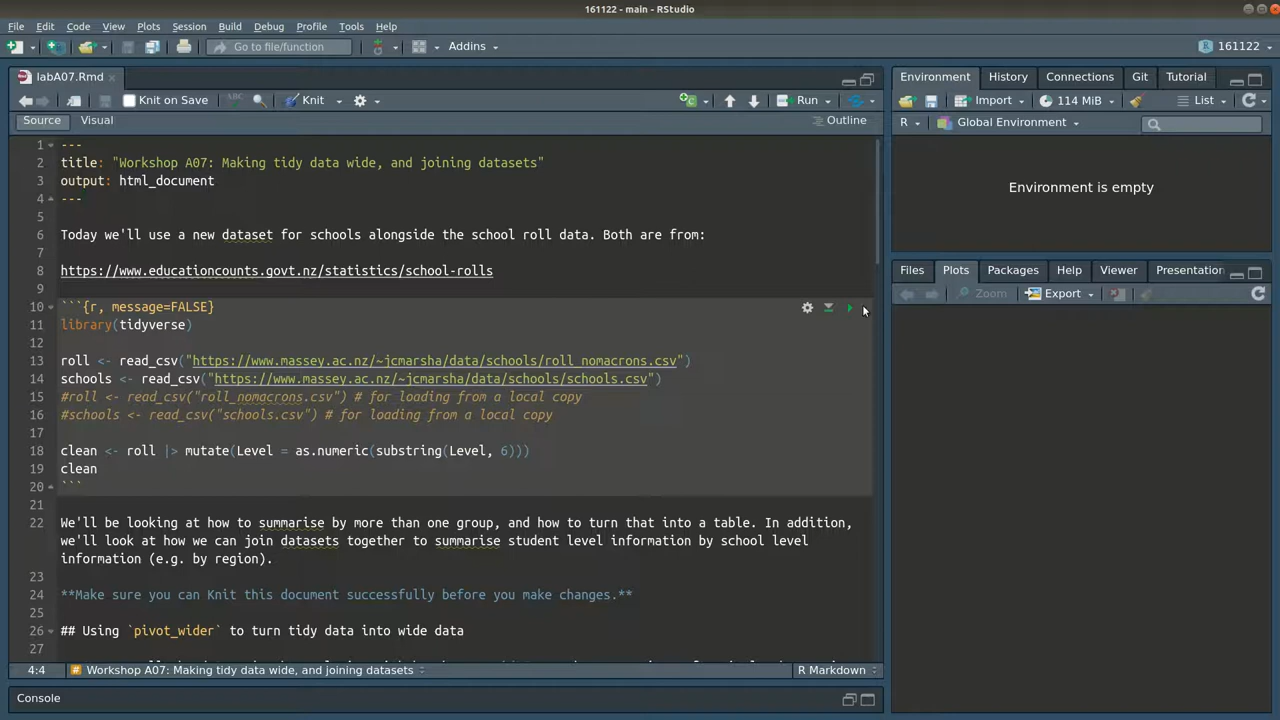 161122 - main - RStudio
File Edit Code View Plots Session Build Debug Profile Tools Help
Go to file/function Addins 161122
labA07.Rmd
Knit on Save ABC Knit Run
Source Visual Outline
1 ---
2 title: "Workshop A07: Making tidy data wide, and joining datasets"
3 output: html_document
4 ---
5
6 Today we'll use a new dataset for schools alongside the school roll data. Both are from:
7
8 https://www.educationcounts.govt.nz/statistics/school-rolls
9
10 ```{r, message=FALSE}
11 library(tidyverse)
12
13 roll <- read_csv("https://www.massey.ac.nz/~jcmarsha/data/schools/roll_nomacrons.csv")
14 schools <- read_csv("https://www.massey.ac.nz/~jcmarsha/data/schools/schools.csv")
15 #roll <- read_csv("roll_nomacrons.csv") # for loading from a local copy
16 #schools <- read_csv("schools.csv") # for loading from a local copy
17
18 clean <- roll |> mutate(Level = as.numeric(substring(Level, 6)))
19 clean
20 ```
21
22 We'll be looking at how to summarise by more than one group, and how to turn that into a table. In addition,
we'll look at how we can join datasets together to summarise student level information by school level
information (e.g. by region).
23
24 **Make sure you can Knit this document successfully before you make changes.**
25
26 ## Using `pivot_wider` to turn tidy data into wide data
27
4:4 # Workshop A07: Making tidy data wide, and joining datasets R Markdown
Console
Environment History Connections Git Tutorial
Import 114 MiB List
R Global Environment
Environment is empty
Files Plots Packages Help Viewer Presentation
Zoom Export